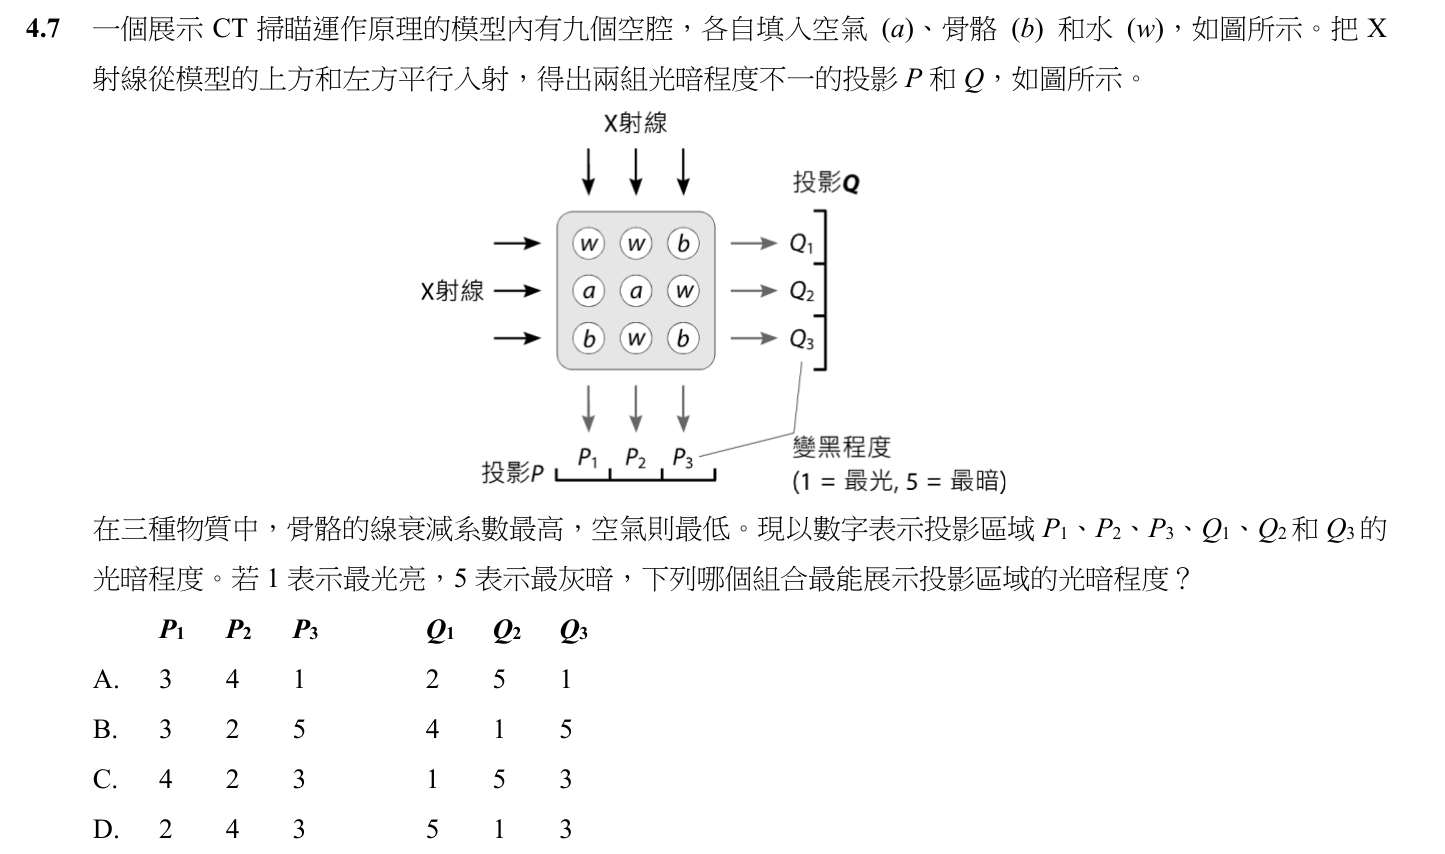 4.7 一個展示 CT 掃瞄運作原理的模型內有九個空腔，各自填入空氣 (a)、骨骼 (b) 和水 (w)，如圖所示。把 X
射線從模型的上方和左方平行入射，得出兩組光暗程度不一的投影 P 和 Q，如圖所示。
X射線
投影Q
w w b Q1
X射線 a a w Q2
b w b Q3
變黑程度
投影P P1 P2 P3
(1 = 最光, 5 = 最暗)
在三種物質中，骨骼的線衰減系數最高，空氣則最低。現以數字表示投影區域 P1、P2、P3、Q1、Q2和 Q3的
光暗程度。若 1 表示最光亮，5 表示最灰暗，下列哪個組合最能展示投影區域的光暗程度？
P1 P2 P3 Q1 Q2 Q3
A. 3 4 1 2 5 1
B. 3 2 5 4 1 5
C. 4 2 3 1 5 3
D. 2 4 3 5 1 3